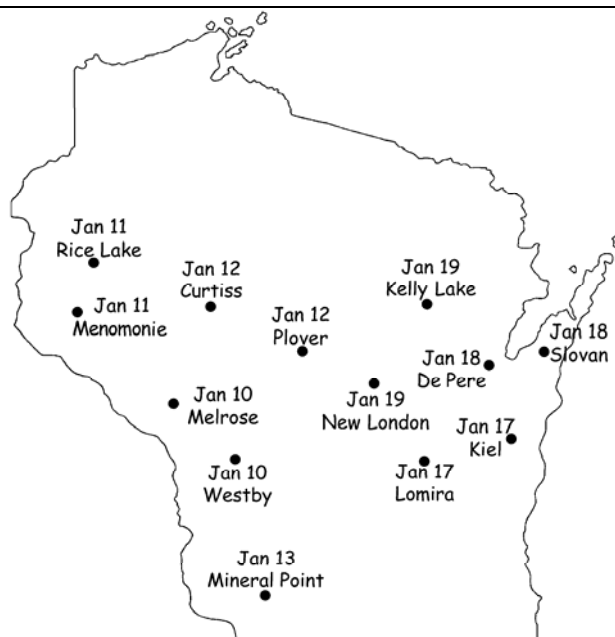 Jan 11
Rice Lake
Jan 12
Curtiss
Jan 19
Kelly Lake
Jan 11
Menomonie
Jan 12
Plover
Jan 18
Slovan
Jan 18
De Pere
Jan 10
Melrose
Jan 19
New London
Jan 17
Kiel
Jan 10
Westby
Jan 17
Lomira
Jan 13
Mineral Point